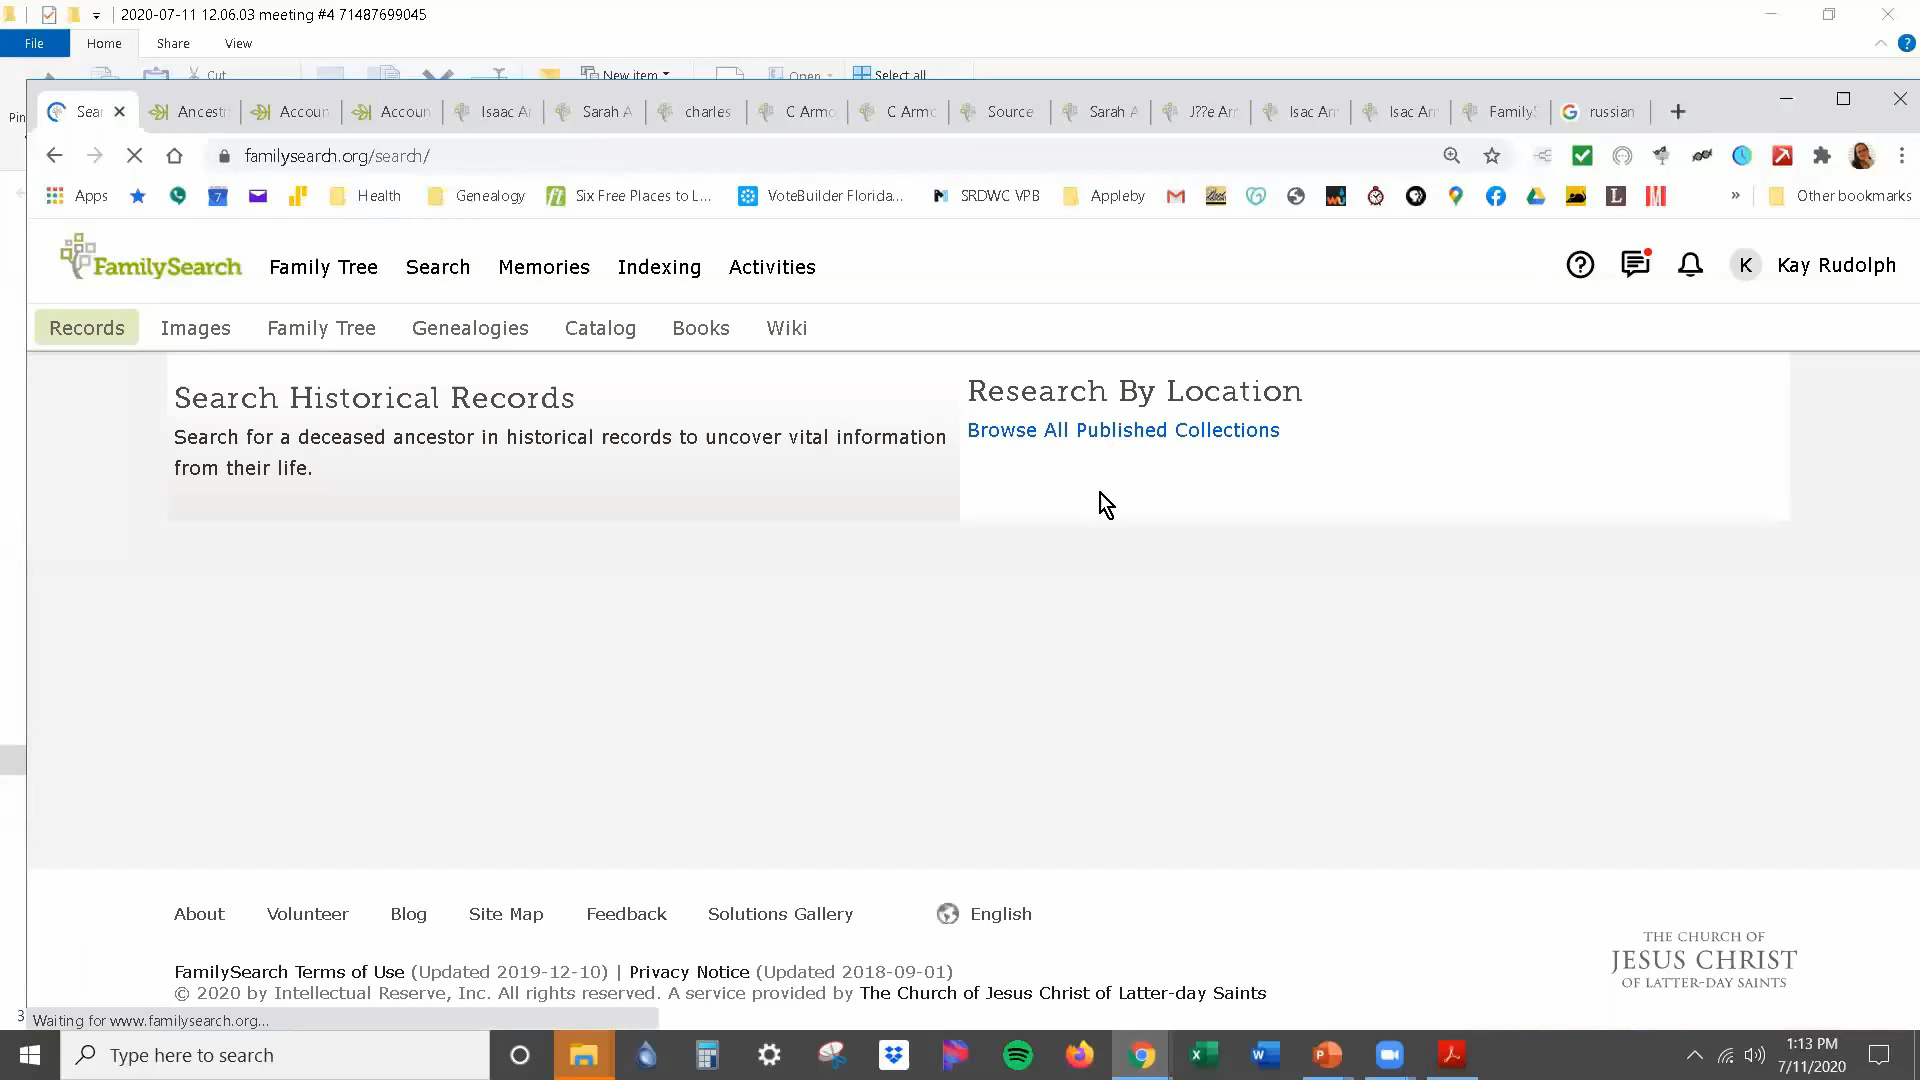 2020-07-11 12.06.03 meeting #4 71487699045
File Home Share View
Cut New item Open Select all
Pin
Sear Ancestr Accoun Accoun Isaac Ar Sarah A charles C Armo C Armo Source Sarah A J??e Arr Isac Arr Isac Arr Family russian
familysearch.org/search/
Apps 7 Health Genealogy Six Free Places to L... VoteBuilder Florida... SRDWC VPB Appleby » Other bookmarks
FamilySearch Family Tree Search Memories Indexing Activities K Kay Rudolph
Records Images Family Tree Genealogies Catalog Books Wiki
Search Historical Records
Search for a deceased ancestor in historical records to uncover vital information
from their life.
Research By Location
Browse All Published Collections
About Volunteer Blog Site Map Feedback Solutions Gallery English
FamilySearch Terms of Use (Updated 2019-12-10) | Privacy Notice (Updated 2018-09-01)
© 2020 by Intellectual Reserve, Inc. All rights reserved. A service provided by The Church of Jesus Christ of Latter-day Saints
THE CHURCH OF
JESUS CHRIST
OF LATTER-DAY SAINTS
3
Waiting for www.familysearch.org...
Type here to search
1:13 PM
7/11/2020